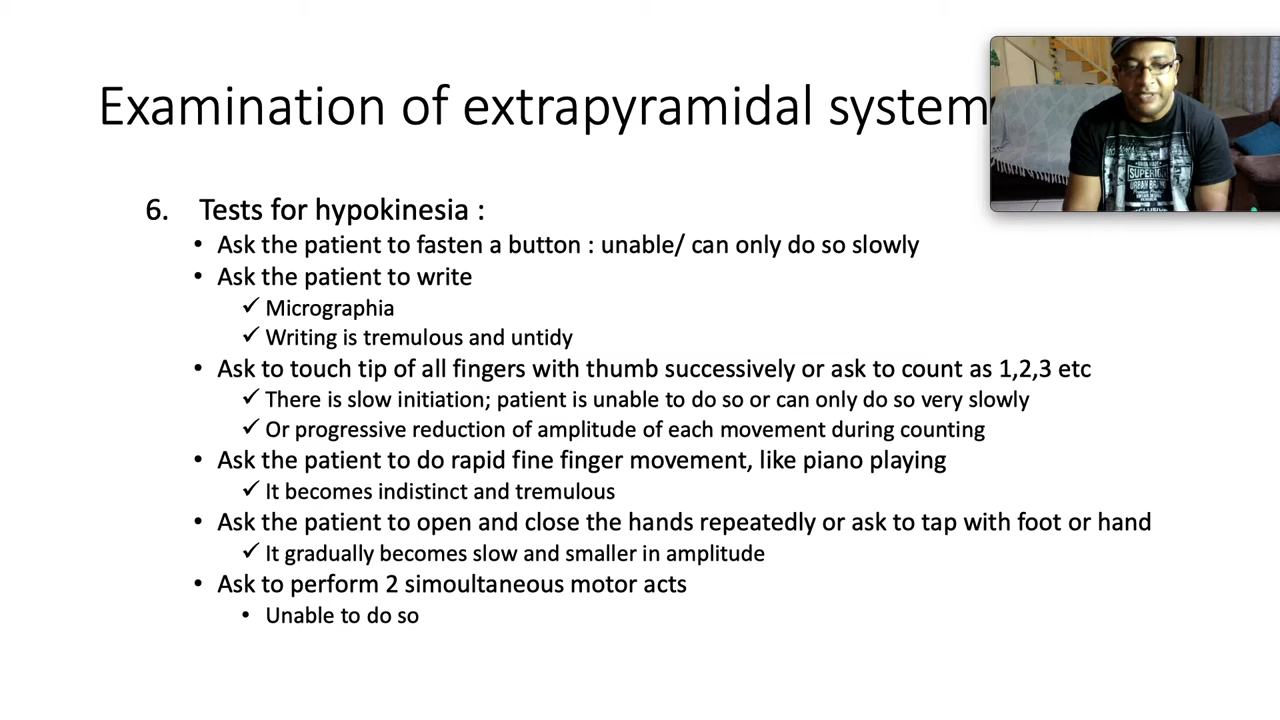 Examination of extrapyramidal system
6. Tests for hypokinesia :
• Ask the patient to fasten a button : unable/ can only do so slowly
• Ask the patient to write
✓ Micrographia
✓ Writing is tremulous and untidy
• Ask to touch tip of all fingers with thumb successively or ask to count as 1,2,3 etc
✓ There is slow initiation; patient is unable to do so or can only do so very slowly
✓ Or progressive reduction of amplitude of each movement during counting
• Ask the patient to do rapid fine finger movement, like piano playing
✓ It becomes indistinct and tremulous
• Ask the patient to open and close the hands repeatedly or ask to tap with foot or hand
✓ It gradually becomes slow and smaller in amplitude
• Ask to perform 2 simoultaneous motor acts
• Unable to do so
SUPERIOR